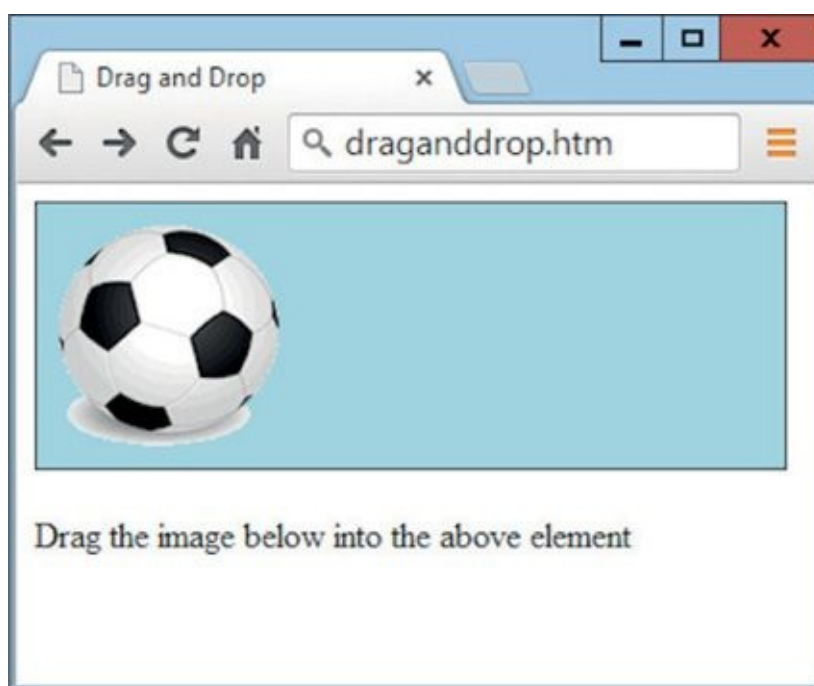 Drag and Drop
draganddrop.htm
Drag the image below into the above element